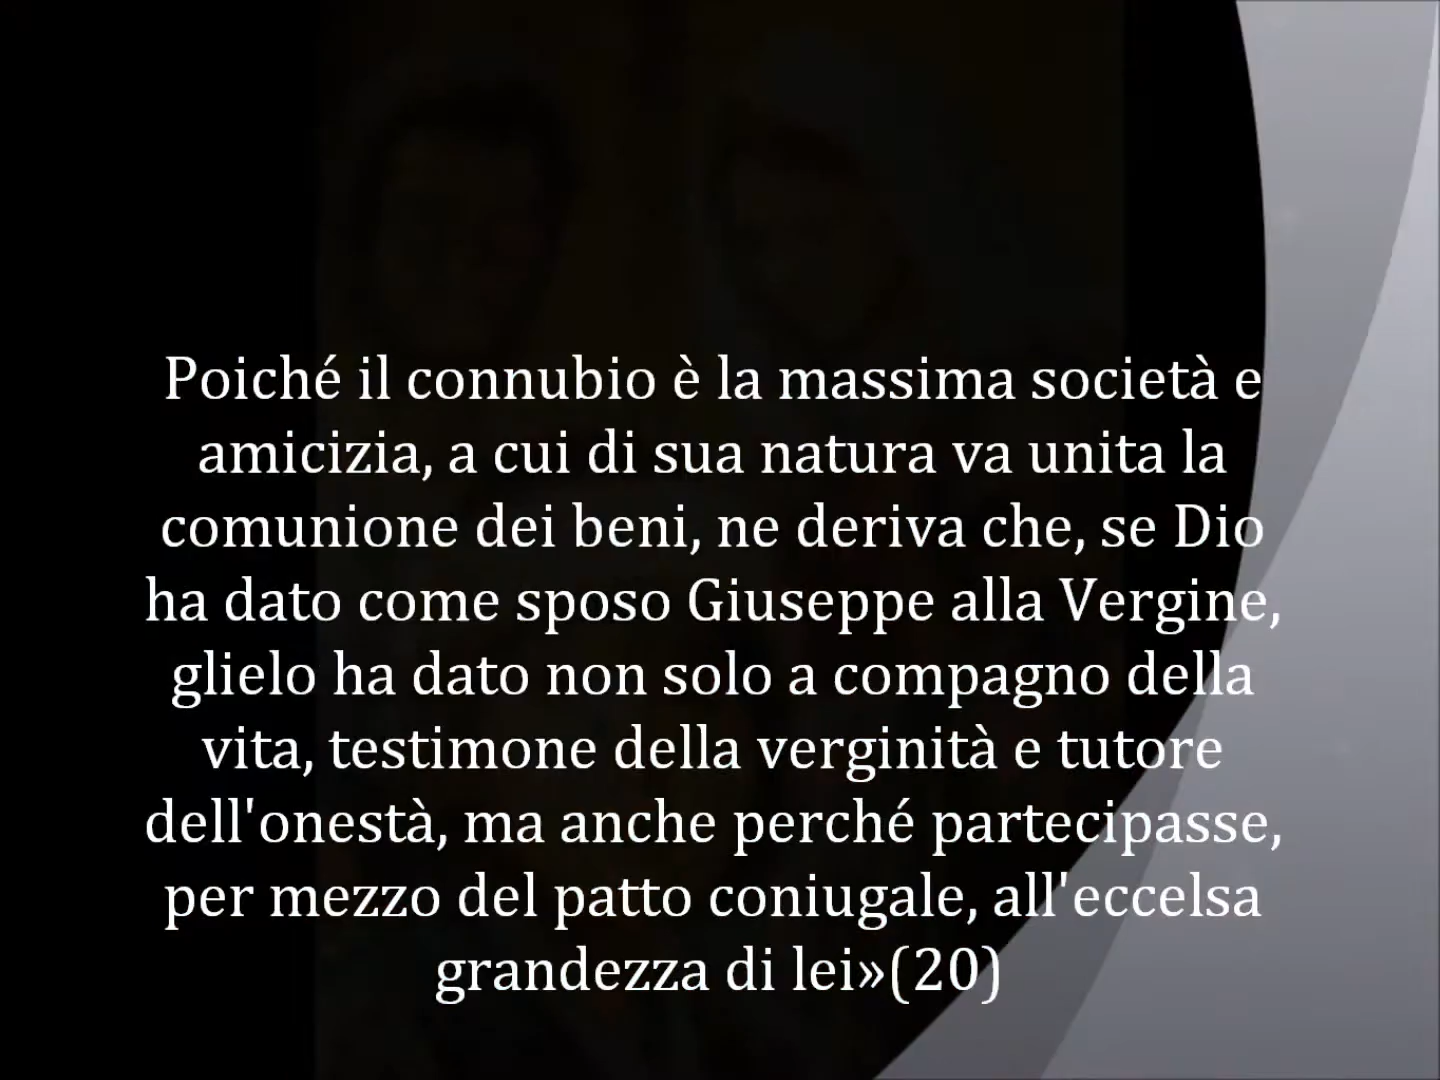 Poiché il connubio è la massima società e
amicizia, a cui di sua natura va unita la
comunione dei beni, ne deriva che, se Dio
ha dato come sposo Giuseppe alla Vergine,
glielo ha dato non solo a compagno della
vita, testimone della verginità e tutore
dell'onestà, ma anche perché partecipasse,
per mezzo del patto coniugale, all'eccelsa
grandezza di lei»(20)